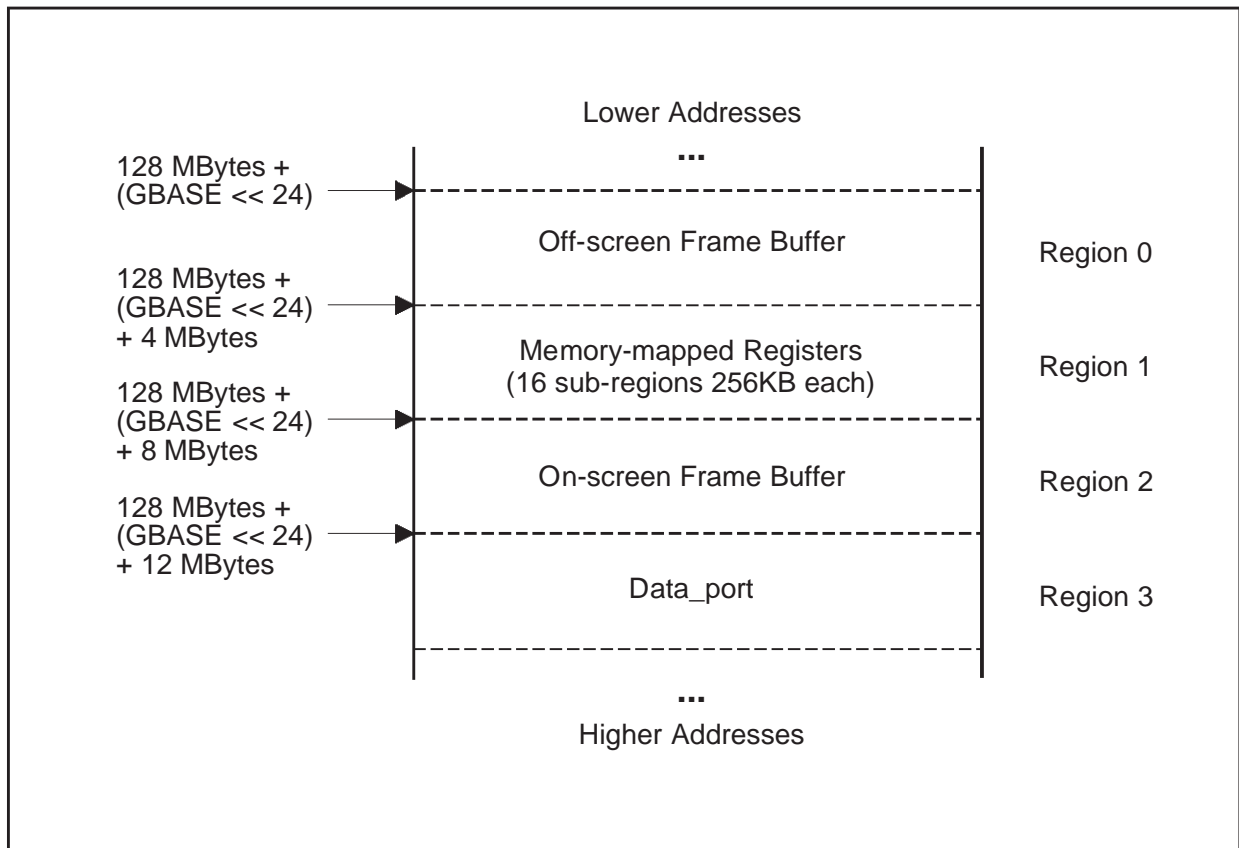 Lower Addresses
...
128 MBytes +
(GBASE << 24)
Off-screen Frame Buffer
Region 0
128 MBytes +
(GBASE << 24)
+ 4 MBytes
Memory-mapped Registers
(16 sub-regions 256KB each)
Region 1
128 MBytes +
(GBASE << 24)
+ 8 MBytes
On-screen Frame Buffer
Region 2
128 MBytes +
(GBASE << 24)
+ 12 MBytes
Data_port
Region 3
...
Higher Addresses